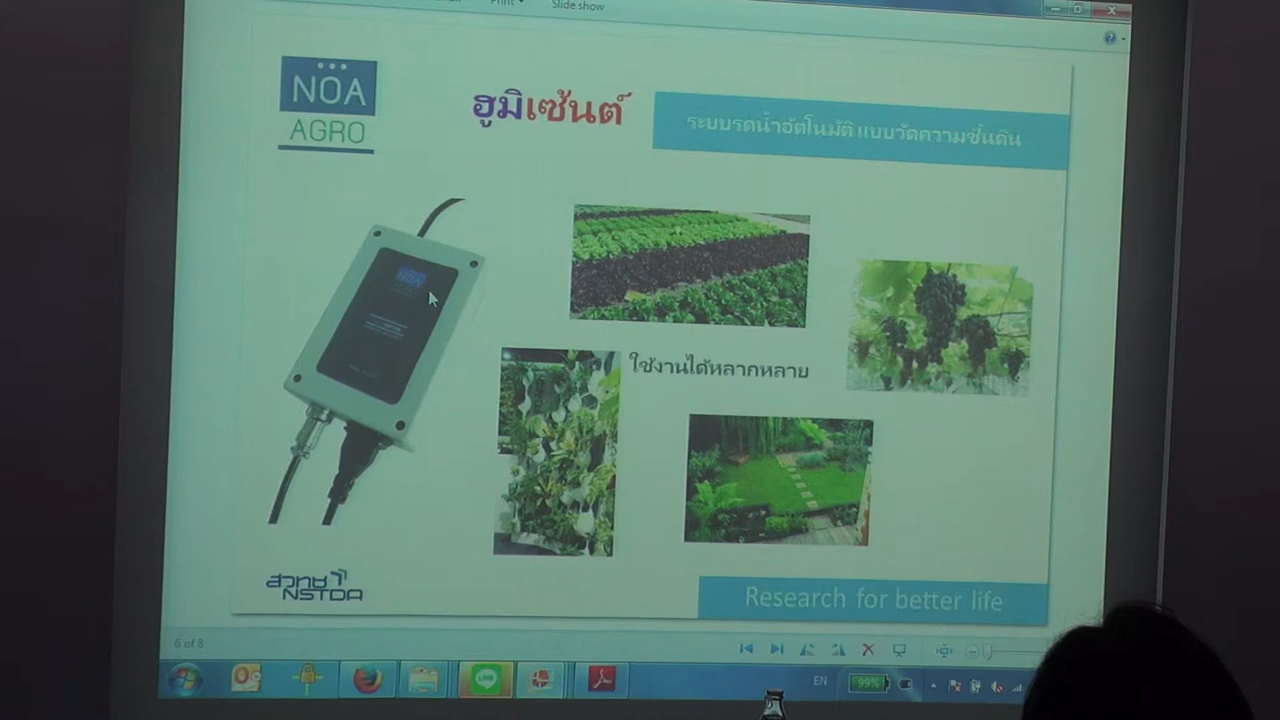 Print
Slide show
NOA
AGRO
ฮูมิเซ้นต์
ระบบรดน้ำอัตโนมัติ แบบวัดความชื้นดิน
NOA
ใช้งานได้หลากหลาย
สวทช
NSTDA
Research for better life
6 of 8
EN
99%